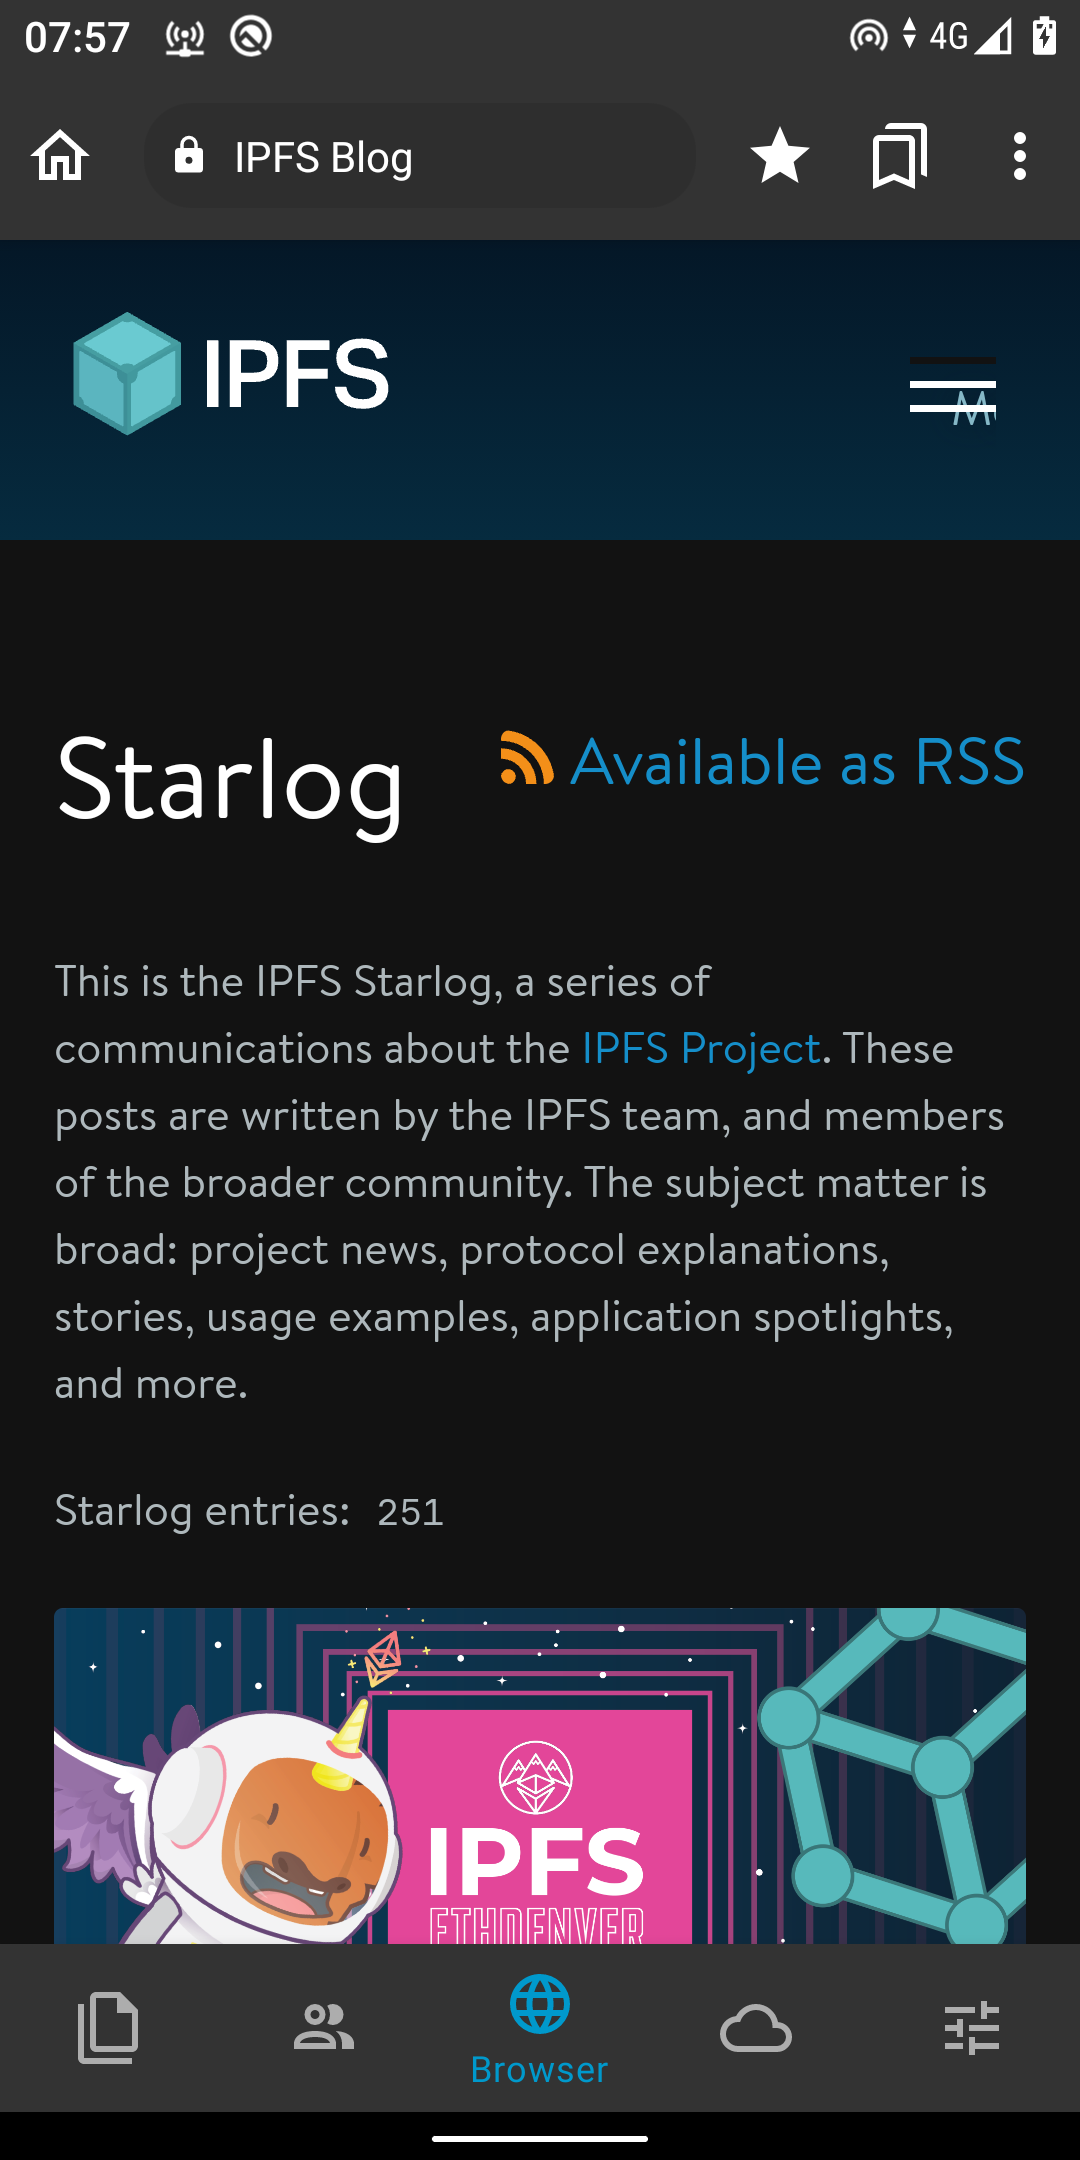 07:57
4G
IPFS Blog
IPFS
Starlog
Available as RSS
This is the IPFS Starlog, a series of
communications about the IPFS Project. These
posts are written by the IPFS team, and members
of the broader community. The subject matter is
broad: project news, protocol explanations,
stories, usage examples, application spotlights,
and more.
Starlog entries: 251
IPFS
ETHDENVER
Browser